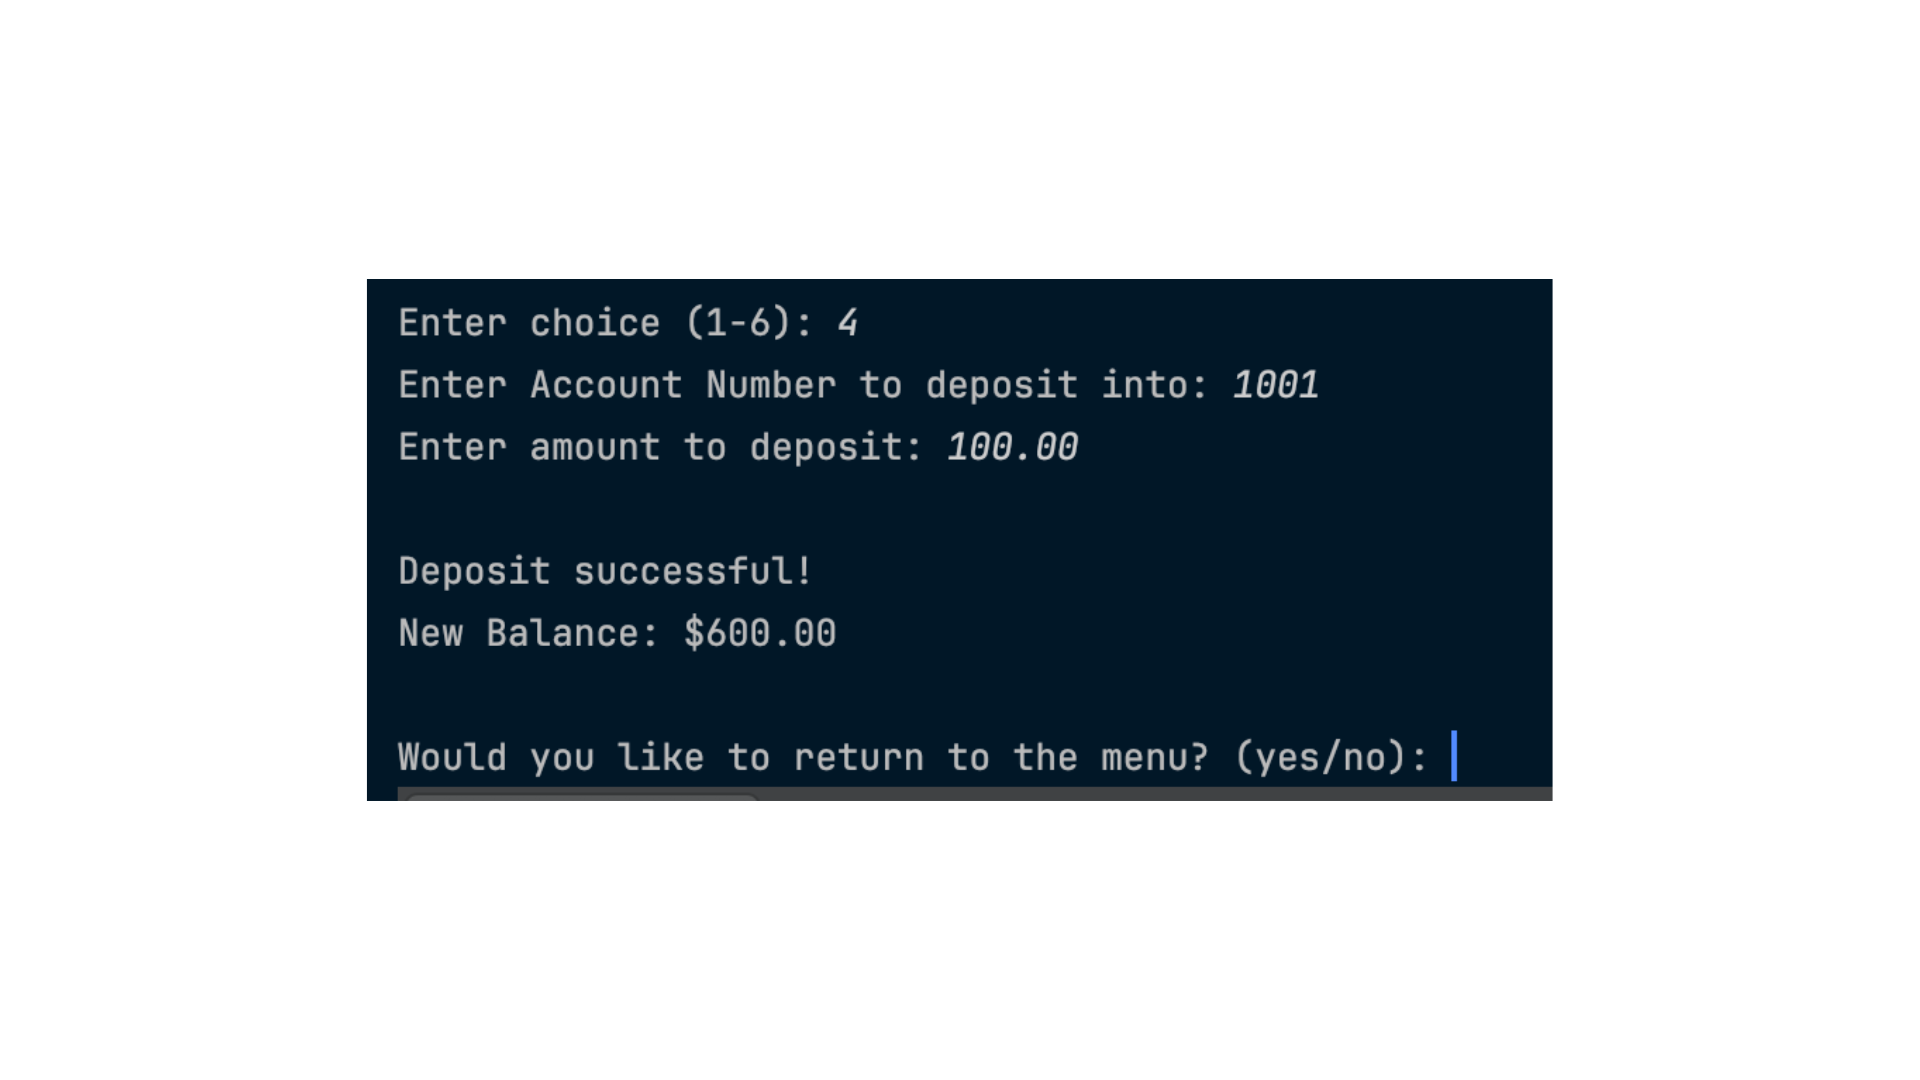 Enter choice (1-6): 4
Enter Account Number to deposit into: 1001
Enter amount to deposit: 100.00
Deposit successful!
New Balance: $600.00
Would you like to return to the menu? (yes/no):